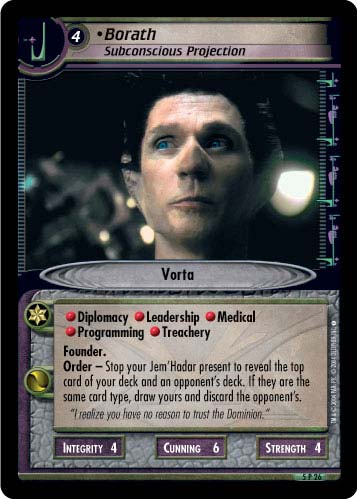 4 •Borath
Subconscious Projection
Vorta
Diplomacy Leadership Medical
Programming Treachery
Founder.
Order – Stop your Jem'Hadar present to reveal the top
card of your deck and an opponent's deck. If they are the
same card type, draw yours and discard the opponent's.
"I realize you have no reason to trust the Dominion."
INTEGRITY 4 CUNNING 6 STRENGTH 4
5 P 26